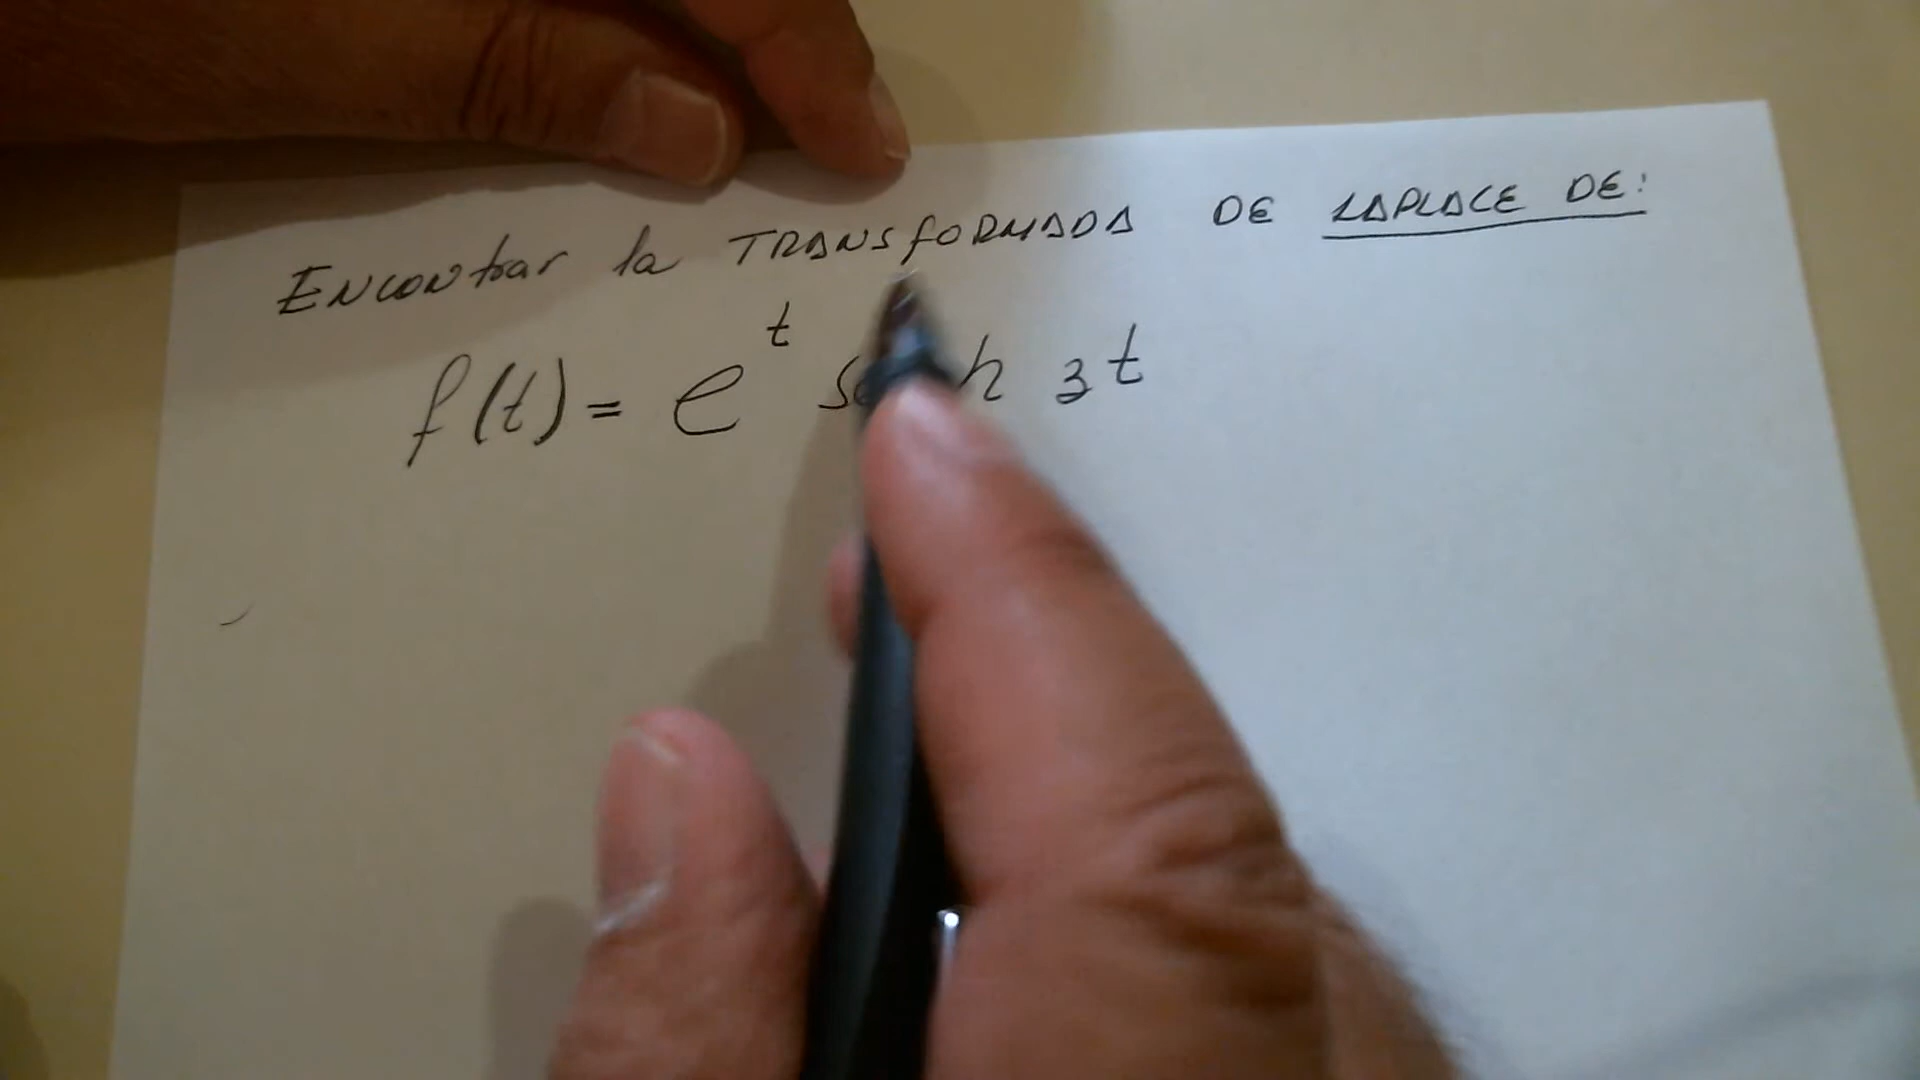 Encontrar la TRANSFORMADA DE LAPLACE DE:
f(t) = e^t h 3t